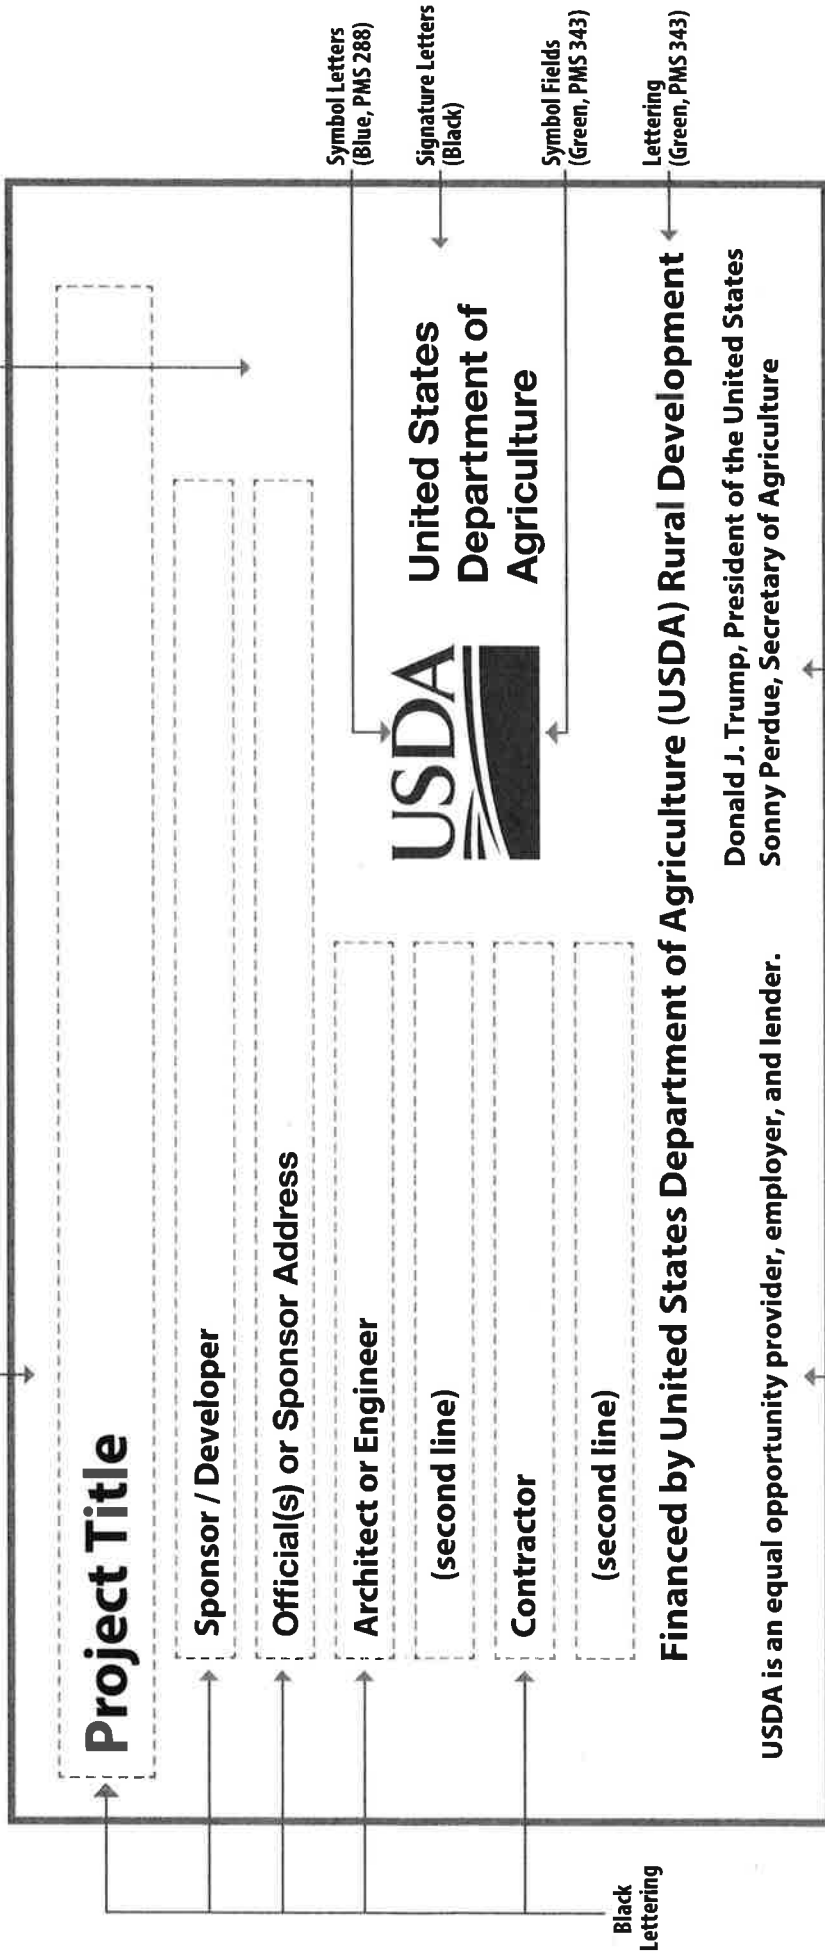 Project Title
Sponsor / Developer
Official(s) or Sponsor Address
Architect or Engineer
(second line)
Contractor
(second line)
USDA
United States
Department of
Agriculture
Financed by United States Department of Agriculture (USDA) Rural Development
Donald J. Trump, President of the United States
Sonny Perdue, Secretary of Agriculture
USDA is an equal opportunity provider, employer, and lender.
Black
Lettering
Symbol Letters
(Blue, PMS 288)
Signature Letters
(Black)
Symbol Fields
(Green, PMS 343)
Lettering
(Green, PMS 343)